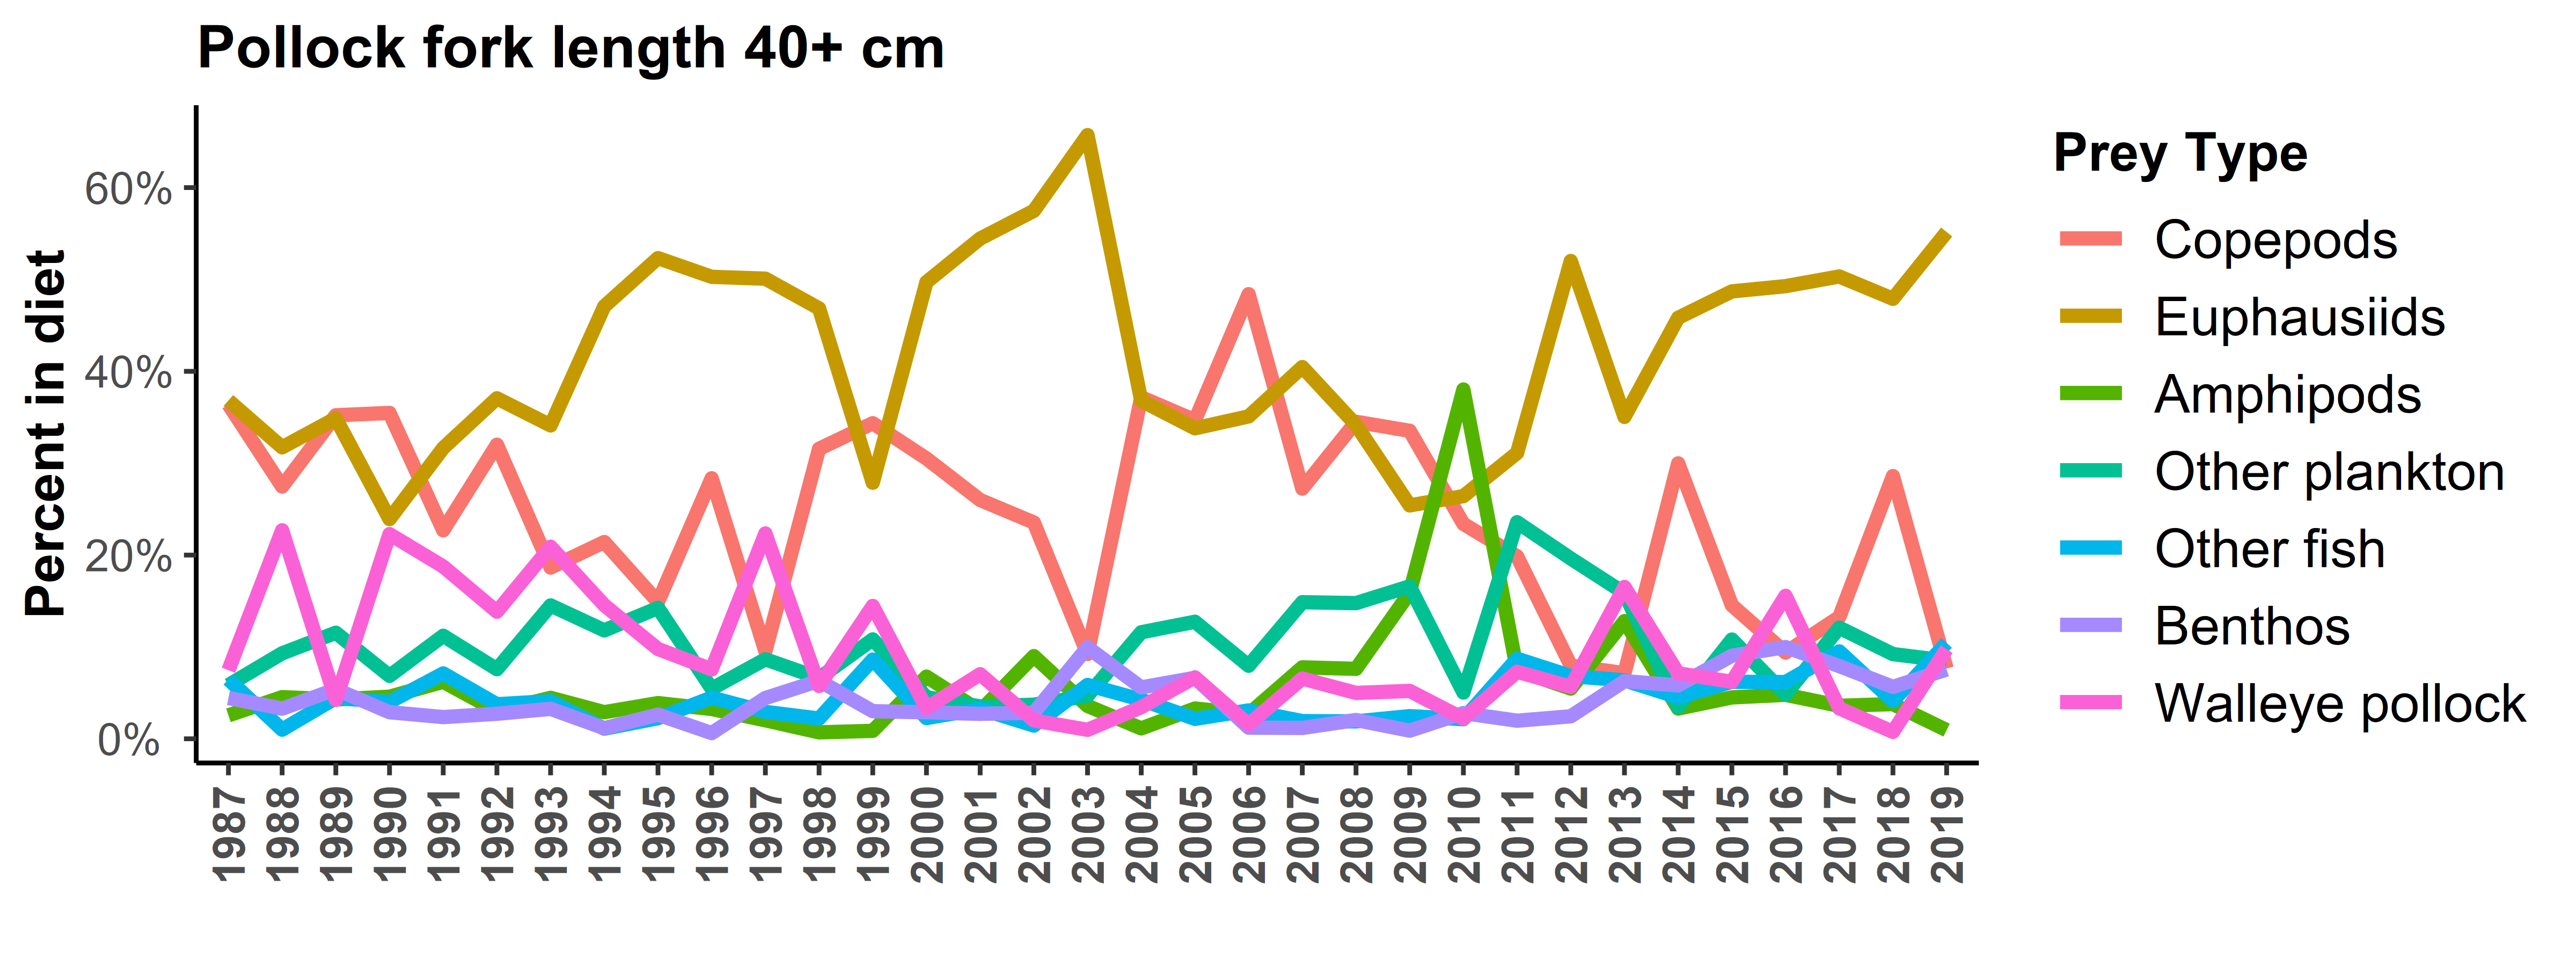 Pollock fork length 40+ cm
Percent in diet
60%
40%
20%
0%
1987 1988 1989 1990 1991 1992 1993 1994 1995 1996 1997 1998 1999 2000 2001 2002 2003 2004 2005 2006 2007 2008 2009 2010 2011 2012 2013 2014 2015 2016 2017 2018 2019
Prey Type
Copepods
Euphausiids
Amphipods
Other plankton
Other fish
Benthos
Walleye pollock